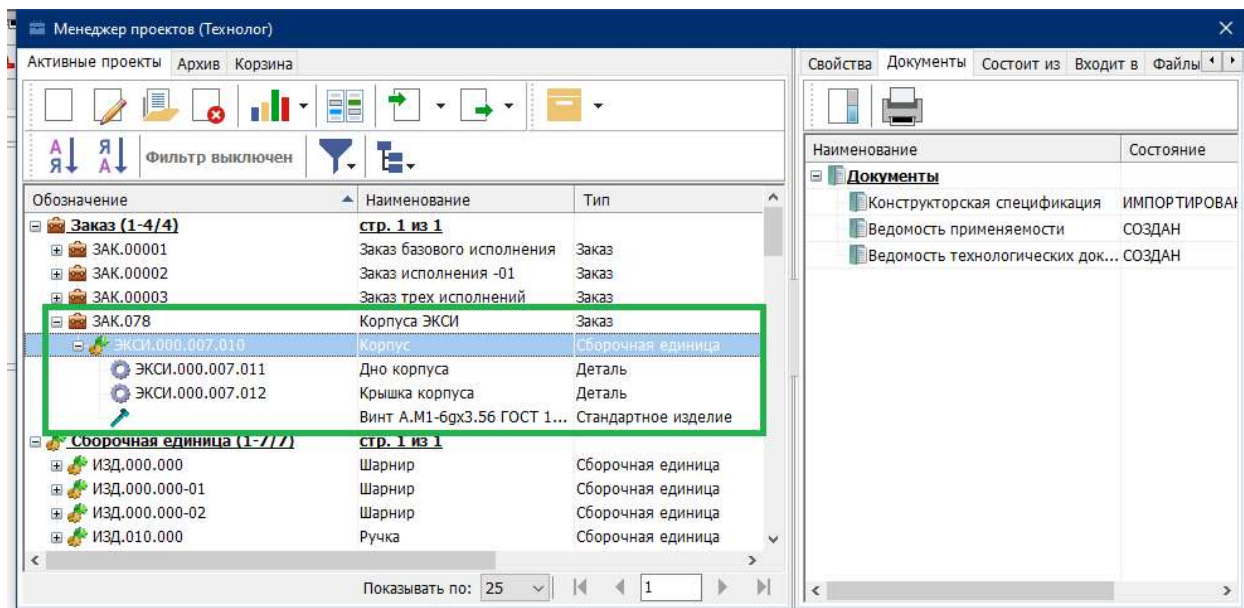 Менеджер проектов (Технолог)
Активные проекты Архив Корзина
Свойства Документы Состоит из Входит в Файлы
Фильтр выключен
Обозначение Наименование Тип
Заказ (1-4/4) стр. 1 из 1
ЗАК.00001 Заказ базового исполнения Заказ
ЗАК.00002 Заказ исполнения -01 Заказ
ЗАК.00003 Заказ трех исполнений Заказ
ЗАК.078 Корпуса ЭКСИ Заказ
ЭКСИ.000.007.010 Корпус Сборочная единица
ЭКСИ.000.007.011 Дно корпуса Деталь
ЭКСИ.000.007.012 Крышка корпуса Деталь
Винт А.М1-6gx3.56 ГОСТ 1... Стандартное изделие
Сборочная единица (1-7/7) стр. 1 из 1
ИЗД.000.000 Шарнир Сборочная единица
ИЗД.000.000-01 Шарнир Сборочная единица
ИЗД.000.000-02 Шарнир Сборочная единица
ИЗД.010.000 Ручка Сборочная единица
Показывать по: 25 1
Наименование Состояние
Документы
Конструкторская спецификация ИМПОРТИРОВАН
Ведомость применяемости СОЗДАН
Ведомость технологических док... СОЗДАН